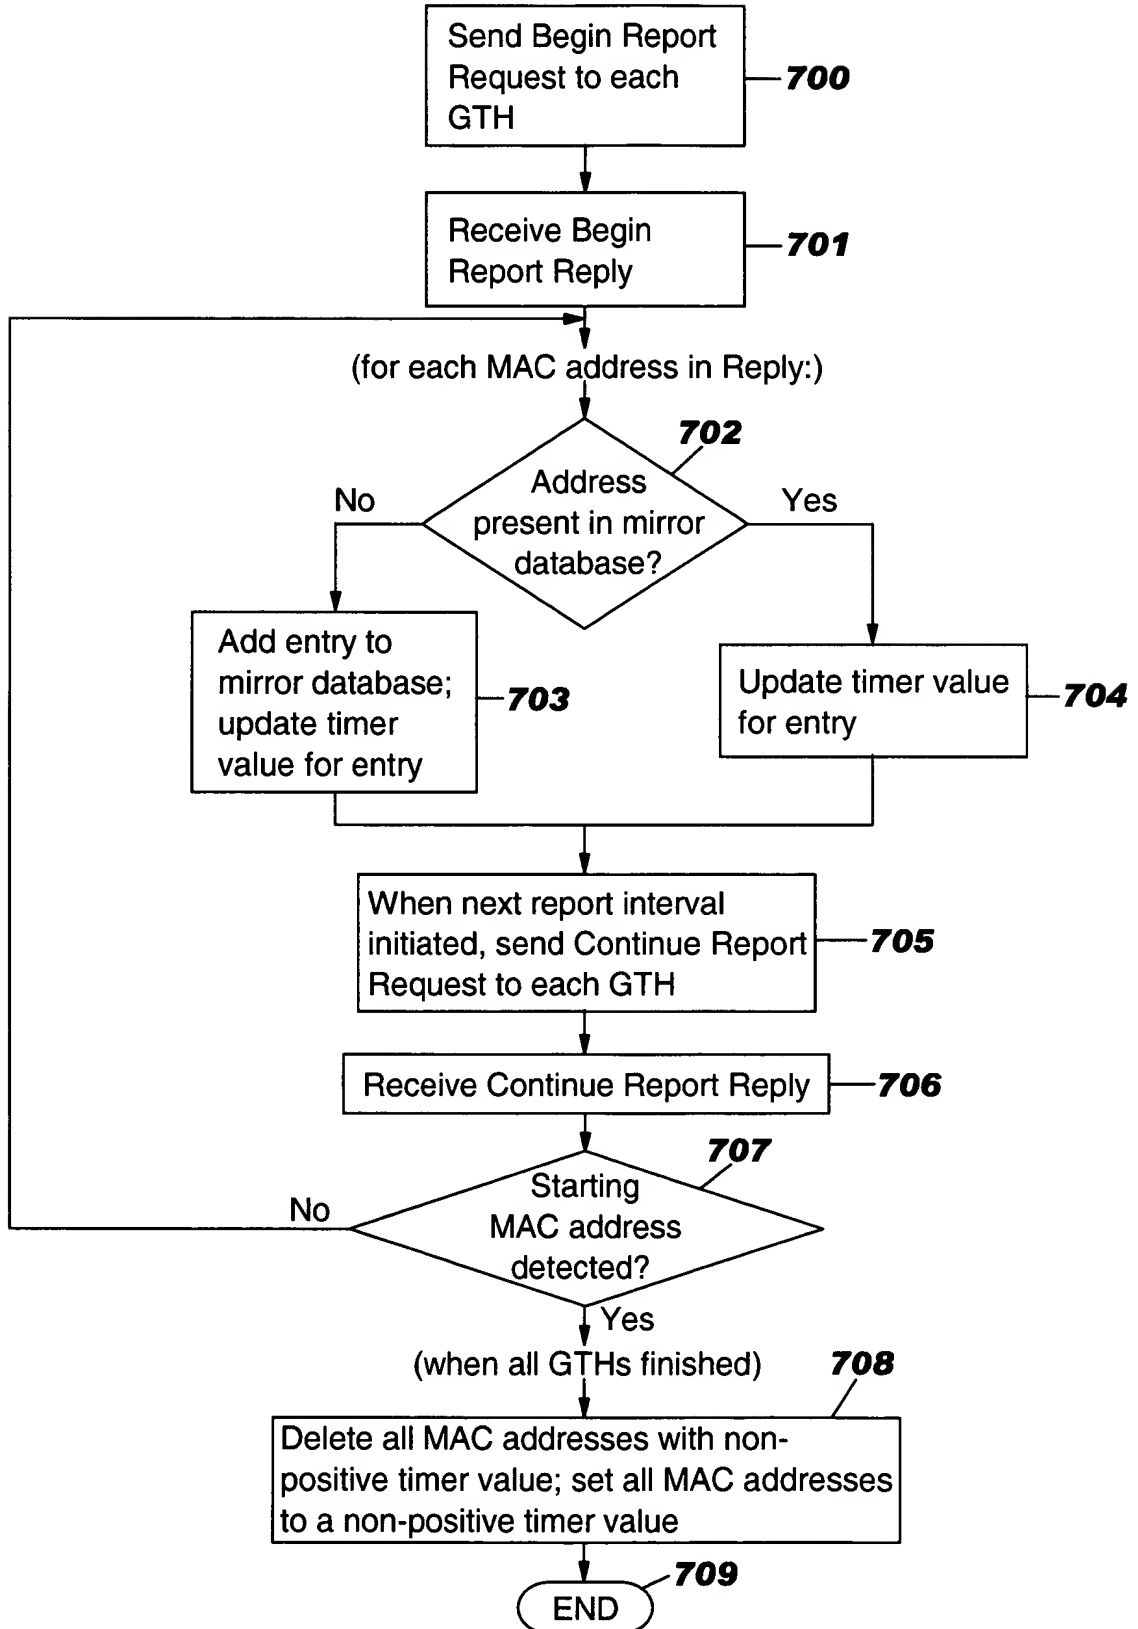 Send Begin Report
Request to each
GTH
700
Receive Begin
Report Reply
701
(for each MAC address in Reply:)
702
Address
present in mirror
database?
No
Yes
Add entry to
mirror database;
update timer
value for entry
703
Update timer value
for entry
704
When next report interval
initiated, send Continue Report
Request to each GTH
705
Receive Continue Report Reply
706
707
Starting
MAC address
detected?
No
Yes
(when all GTHs finished)
708
Delete all MAC addresses with non-
positive timer value; set all MAC addresses
to a non-positive timer value
709
END